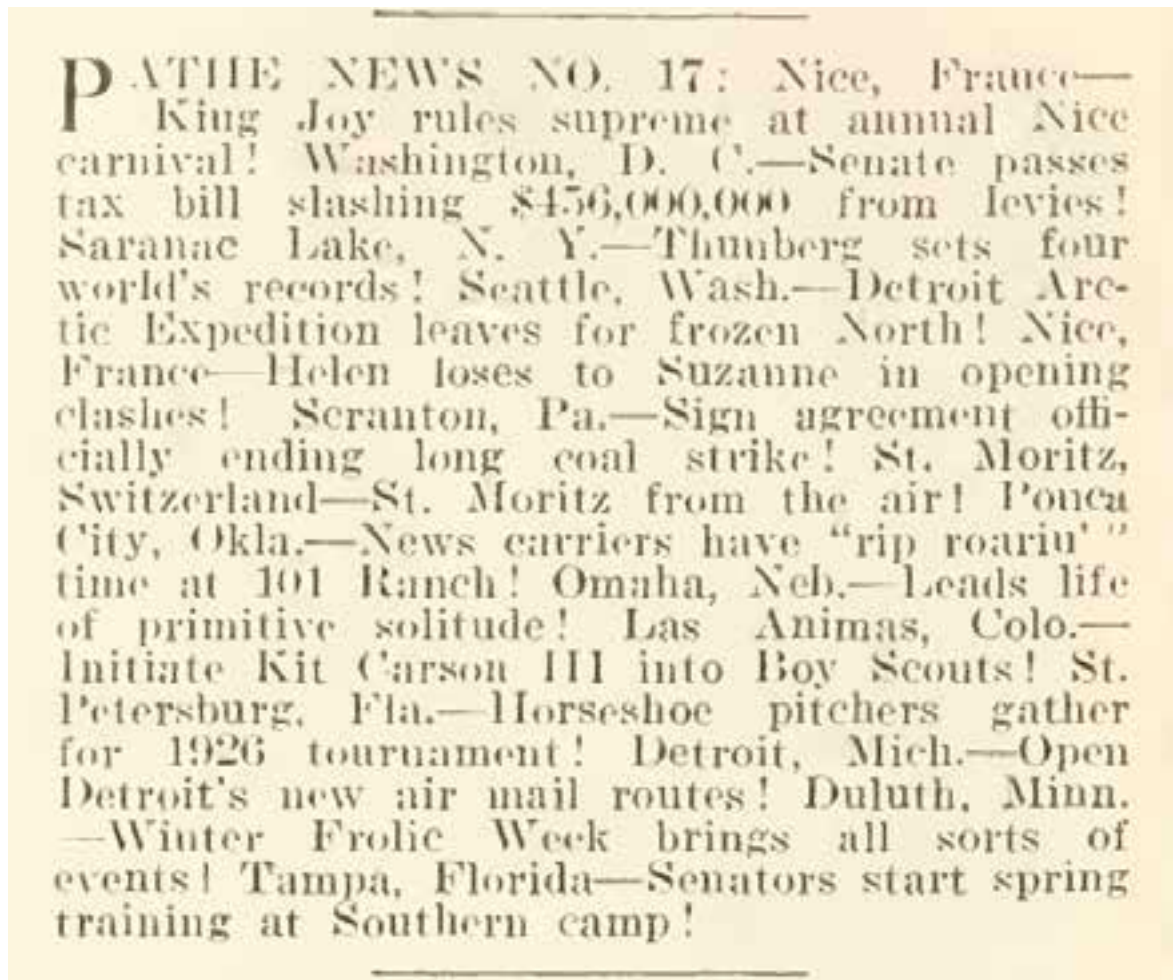 PATHE NEWS NO. 17: Nice, France—
King Joy rules supreme at annual Nice
carnival! Washington, D. C.—Senate passes
tax bill slashing $456,000,000 from levies!
Saranac Lake, N. Y.—Thunberg sets four
world's records! Seattle, Wash.—Detroit Arc-
tic Expedition leaves for frozen North! Nice,
France—Helen loses to Suzanne in opening
clashes! Scranton, Pa.—Sign agreement offi-
cially ending long coal strike! St. Moritz,
Switzerland—St. Moritz from the air! Ponca
City, Okla.—News carriers have "rip roarin' "
time at 101 Ranch! Omaha, Neb.—Leads life
of primitive solitude! Las Animas, Colo.—
Initiate Kit Carson III into Boy Scouts! St.
Petersburg, Fla.—Horseshoe pitchers gather
for 1926 tournament! Detroit, Mich.—Open
Detroit's new air mail routes! Duluth, Minn.
—Winter Frolic Week brings all sorts of
events! Tampa, Florida—Senators start spring
training at Southern camp!